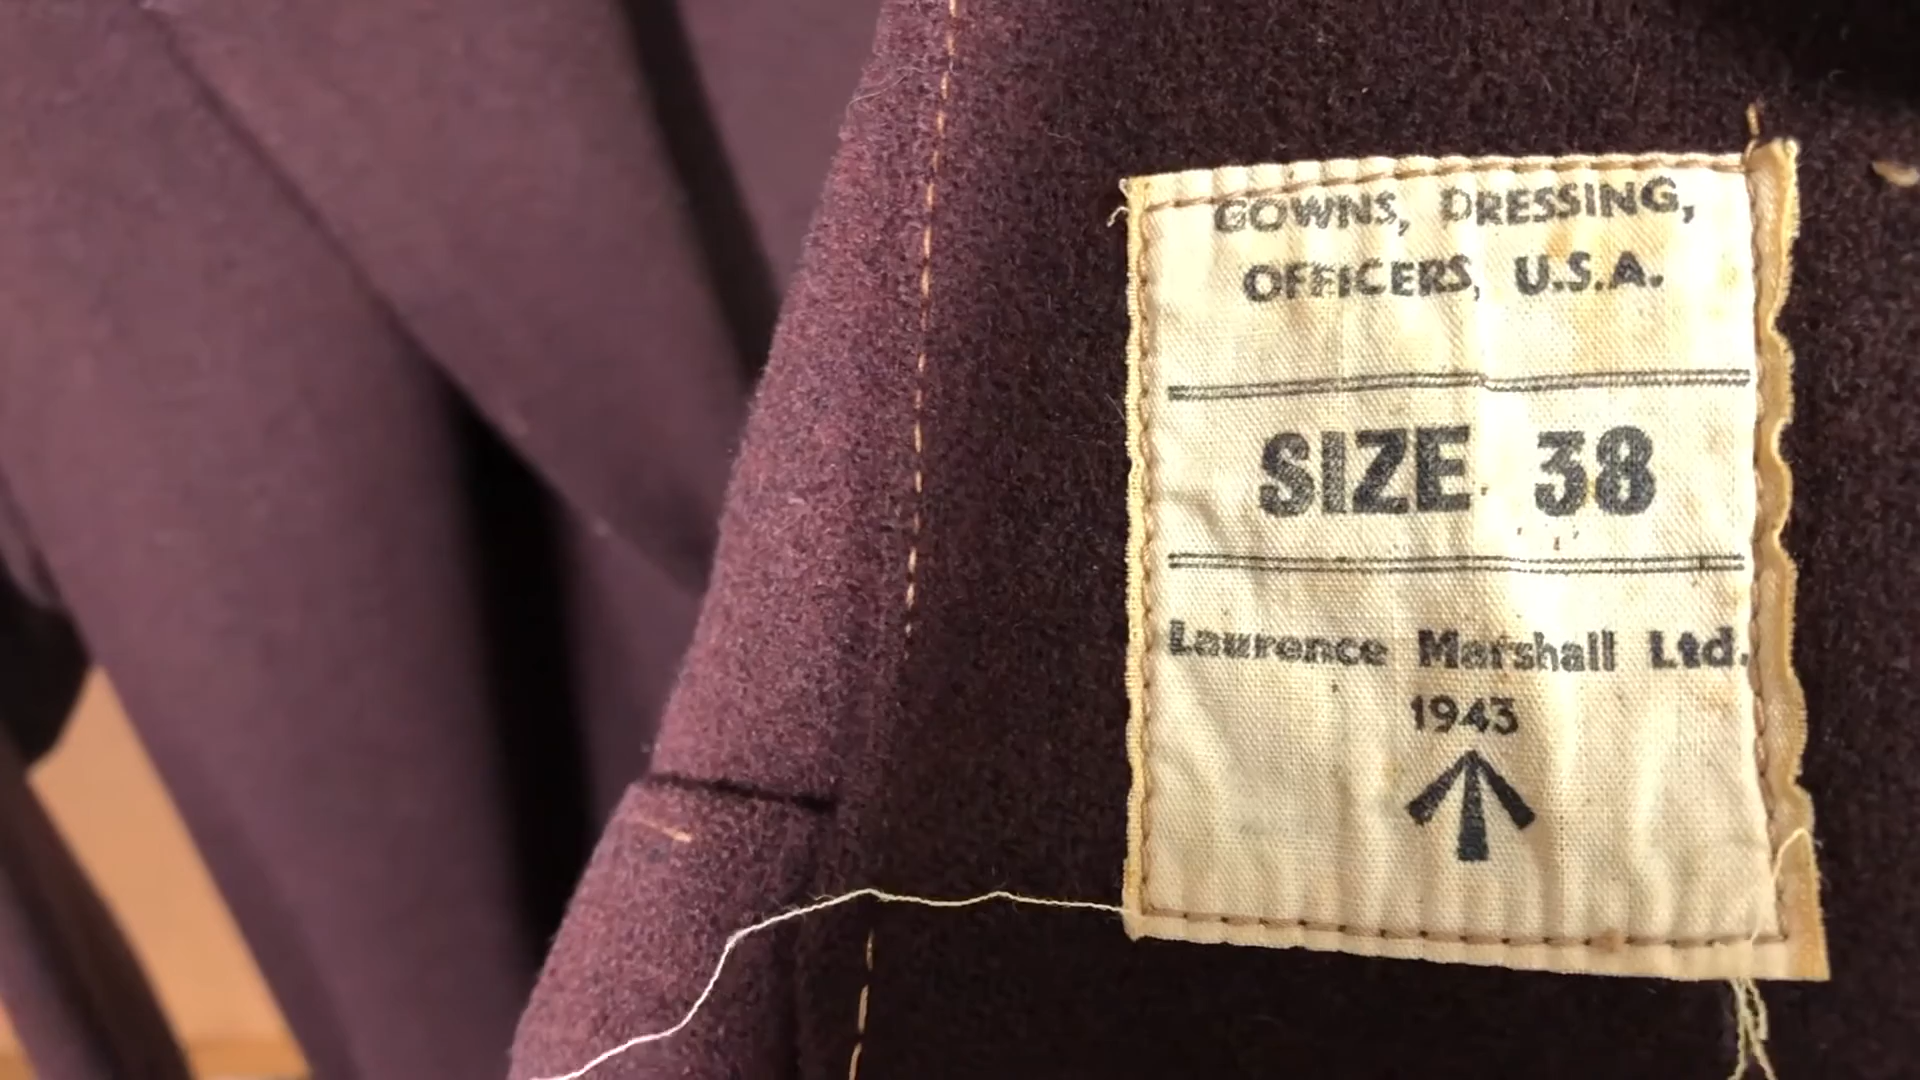 GOWNS, DRESSING,
OFFICERS, U.S.A.
SIZE 38
Laurence Marshall Ltd.
1943